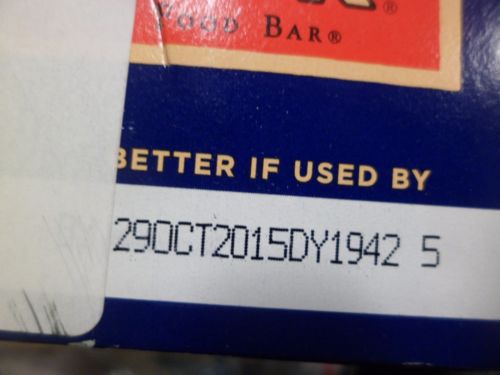 FOOD BAR®
BETTER IF USED BY
29OCT2015DY1942 5